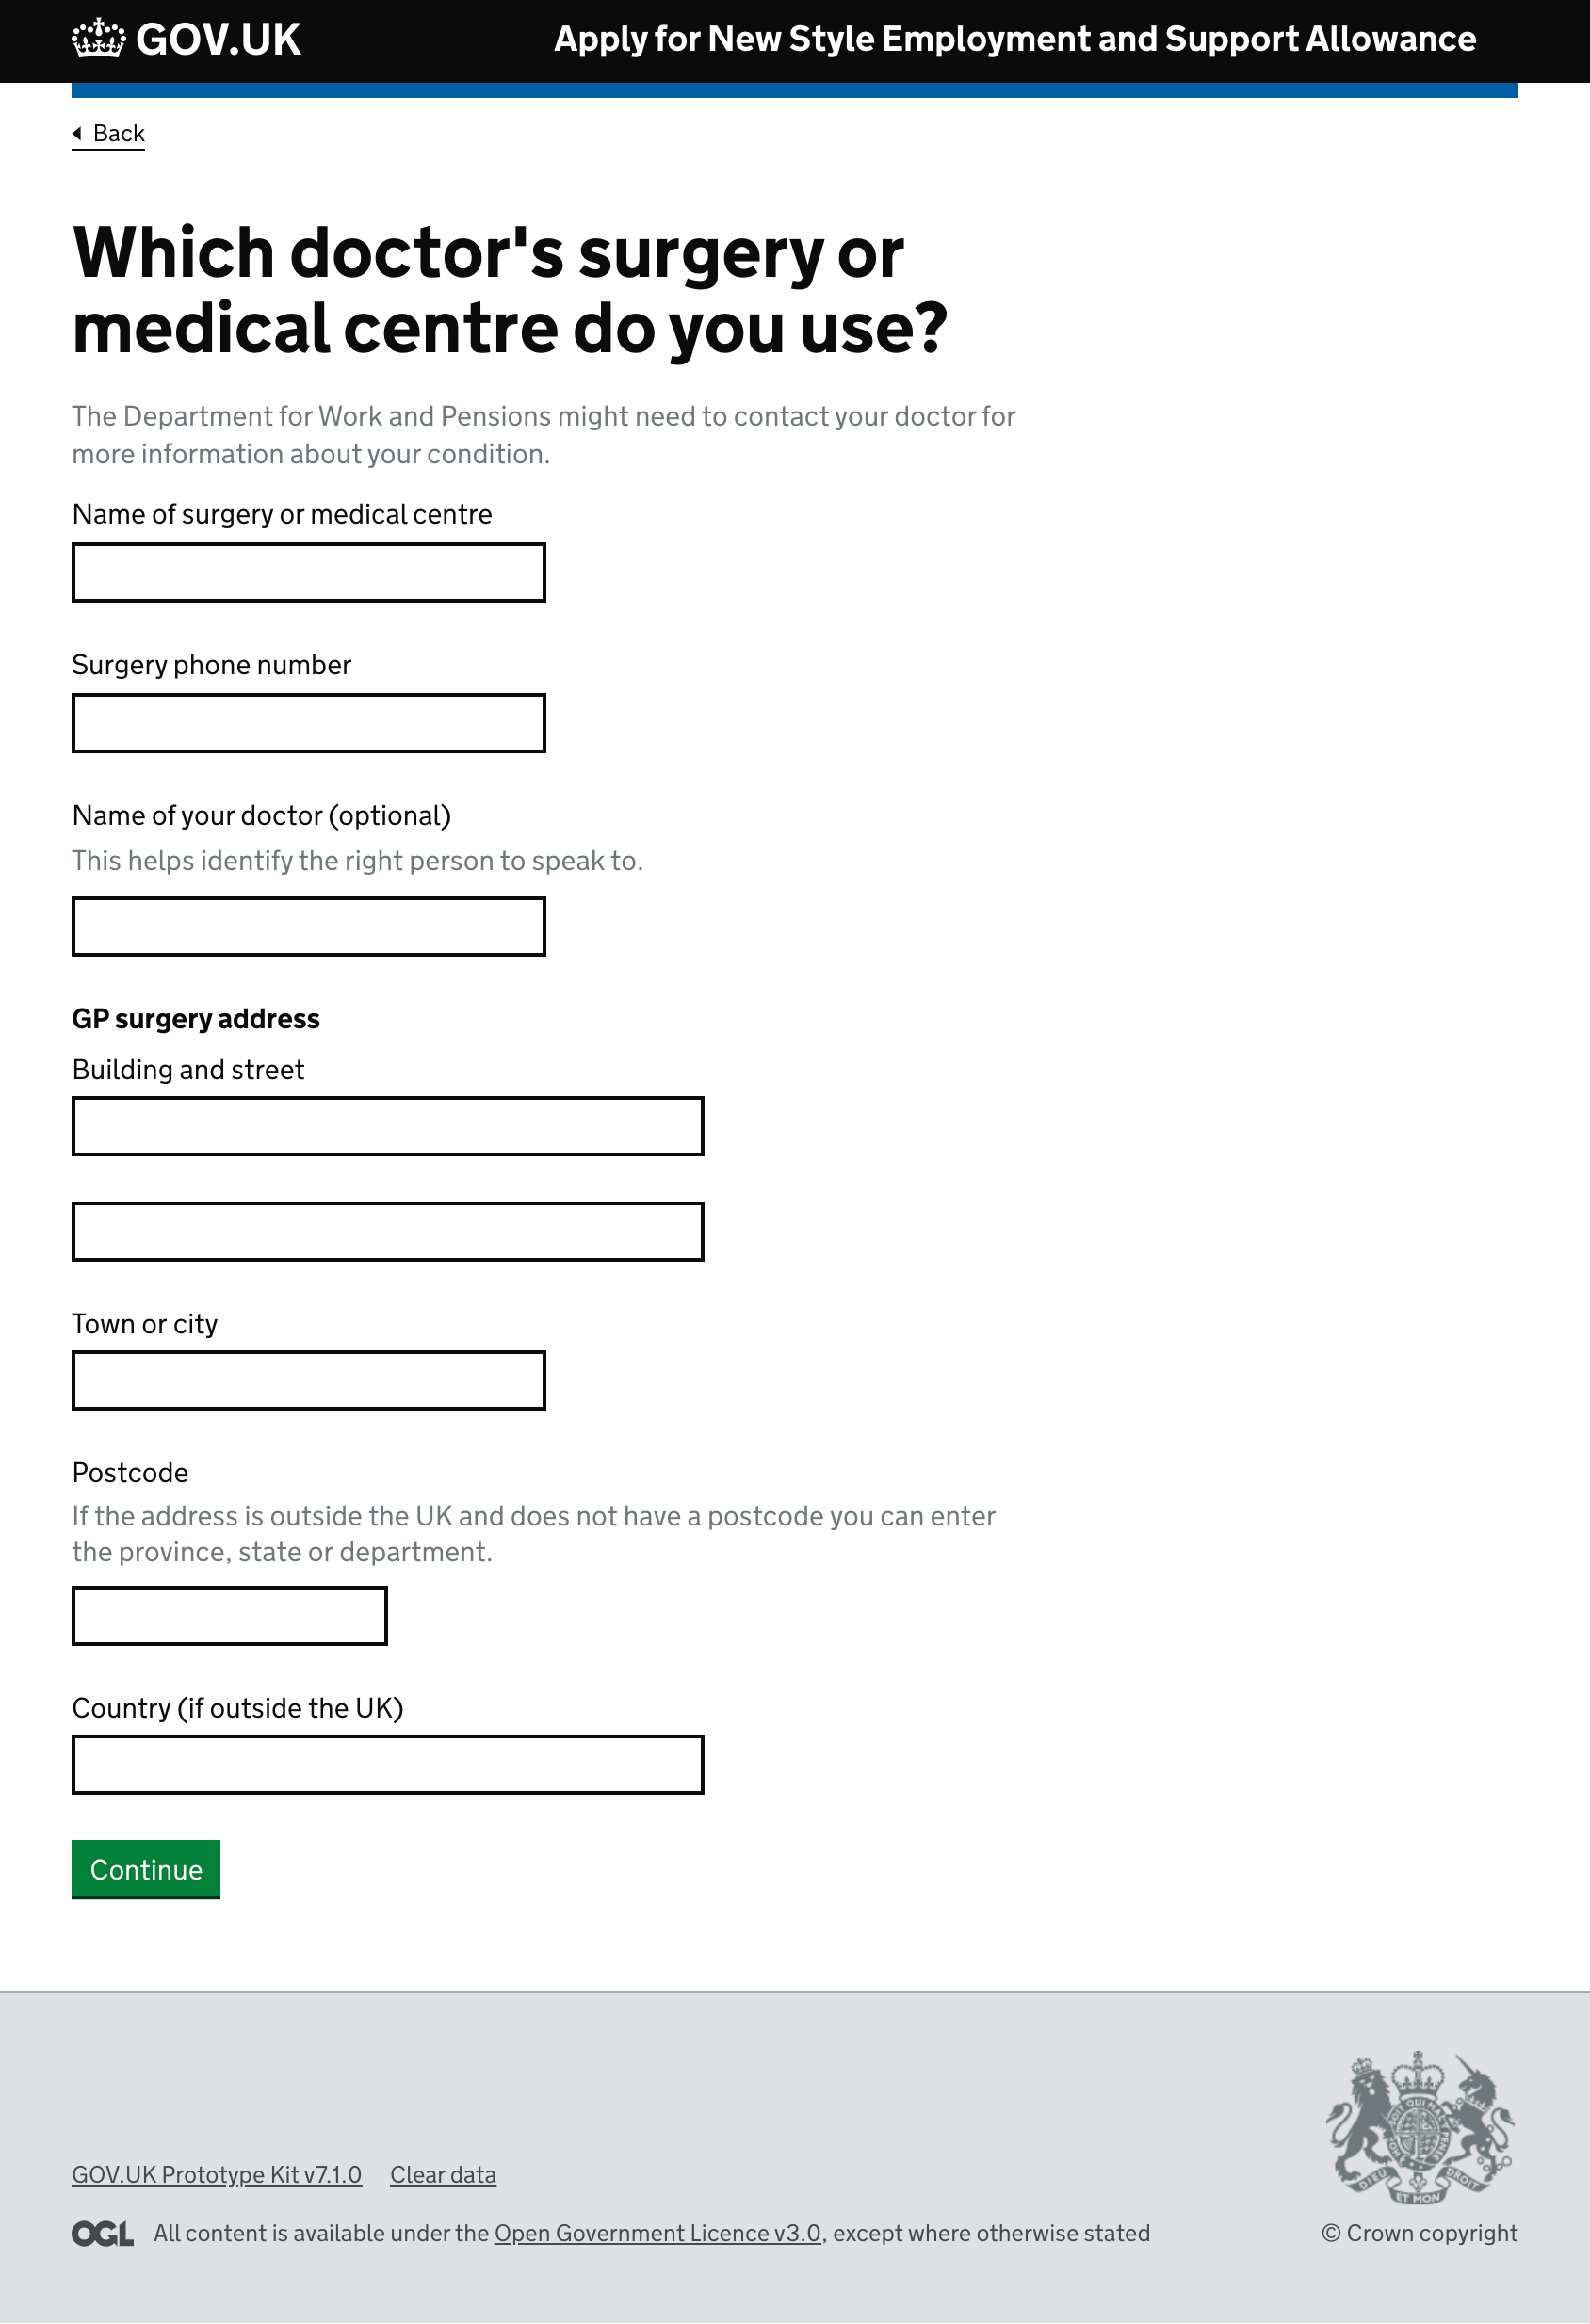 GOV.UK
Apply for New Style Employment and Support Allowance
Back
Which doctor's surgery or
medical centre do you use?
The Department for Work and Pensions might need to contact your doctor for
more information about your condition.
Name of surgery or medical centre
Surgery phone number
Name of your doctor (optional)
This helps identify the right person to speak to.
GP surgery address
Building and street
Town or city
Postcode
If the address is outside the UK and does not have a postcode you can enter
the province, state or department.
Country (if outside the UK)
Continue
GOV.UK Prototype Kit v7.1.0
Clear data
DIEU ET MON DROIT
OGL
All content is available under the Open Government Licence v3.0, except where otherwise stated
© Crown copyright